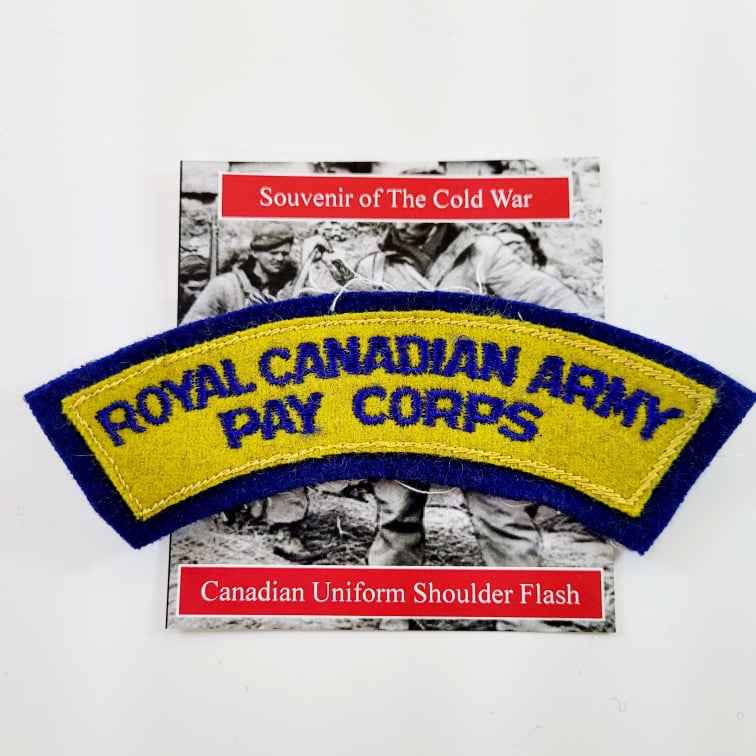 Souvenir of The Cold War
ROYAL CANADIAN ARMY
PAY CORPS
Canadian Uniform Shoulder Flash